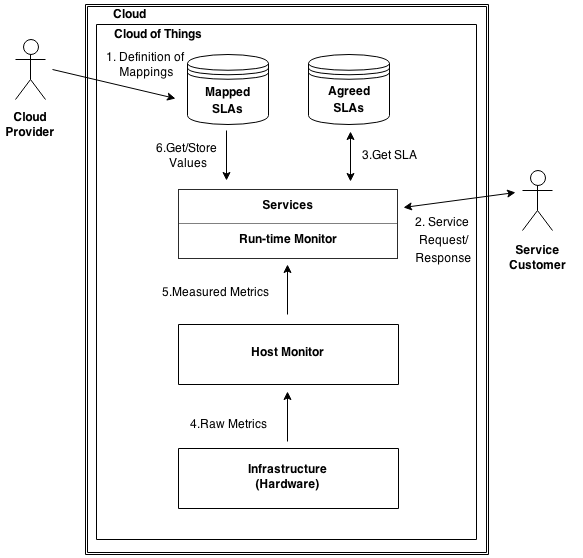 Cloud
Cloud of Things
1. Definition of
Mappings
Mapped
SLAs
Agreed
SLAs
Cloud
Provider
6.Get/Store
Values
3.Get SLA
Services
Run-time Monitor
2. Service
Request/
Response
Service
Customer
5.Measured Metrics
Host Monitor
4.Raw Metrics
Infrastructure
(Hardware)